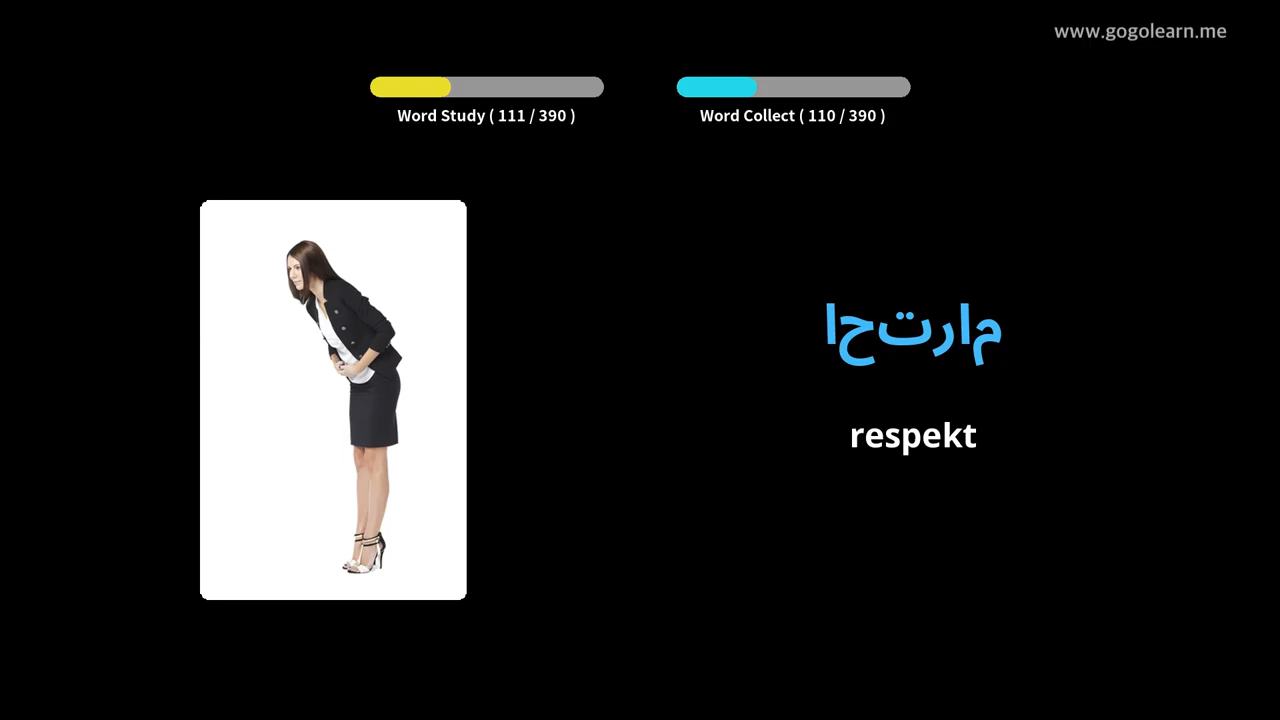 www.gogolearn.me
Word Study ( 111 / 390 )
Word Collect ( 110 / 390 )
احترام
respekt